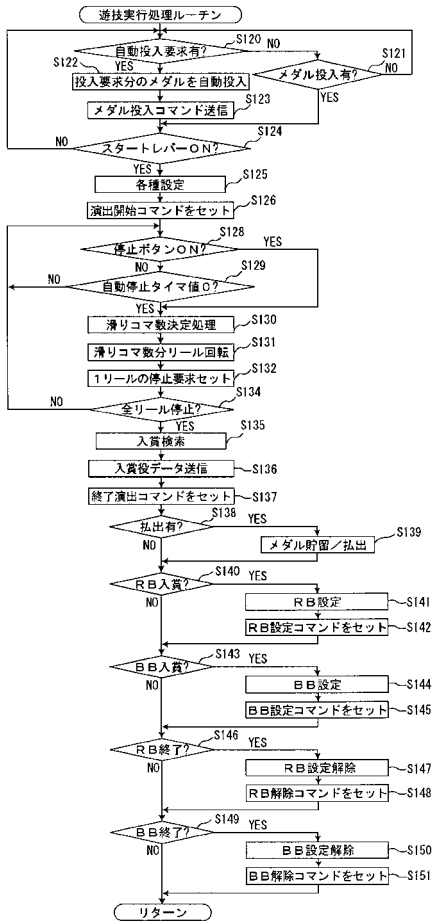 遊技実行処理ルーチン
S120
自動投入要求有?
NO
S121
S122
YES
メダル投入有?
NO
投入要求分のメダルを自動投入
YES
S123
メダル投入コマンド送信
S124
NO
スタートレバーON?
YES
S125
各種設定
S126
演出開始コマンドをセット
S128
停止ボタンON?
YES
NO
S129
NO
自動停止タイマ値0?
YES
S130
滑りコマ数決定処理
S131
滑りコマ数分リール回転
S132
1リールの停止要求セット
S134
NO
全リール停止?
YES
S135
入賞検索
S136
入賞役データ送信
S137
終了演出コマンドをセット
S138
払出有?
YES
S139
NO
メダル貯留/払出
S140
RB入賞?
YES
NO
RB設定
S141
RB設定コマンドをセット
S142
S143
BB入賞?
YES
NO
BB設定
S144
BB設定コマンドをセット
S145
S146
RB終了?
YES
NO
RB設定解除
S147
RB解除コマンドをセット
S148
S149
BB終了?
YES
NO
BB設定解除
S150
BB解除コマンドをセット
S151
リターン